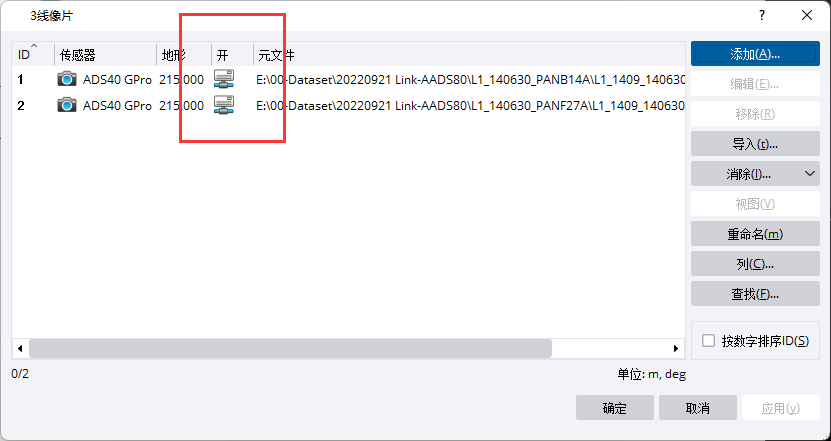 3线像片
?
ID 传感器 地形 开 元文件
1 ADS40 GPro 215.000 E:\00-Dataset\20220921 Link-AADS80\L1_140630_PANB14A\L1_1409_140630
2 ADS40 GPro 215.000 E:\00-Dataset\20220921 Link-AADS80\L1_140630_PANF27A\L1_1409_140630
添加(A)...
编辑(E)...
移除(R)
导入(t)...
消除(I)...
视图(V)
重命名(m)
列(C)...
查找(F)...
按数字排序ID(S)
0/2
单位: m, deg
确定
取消
应用(y)